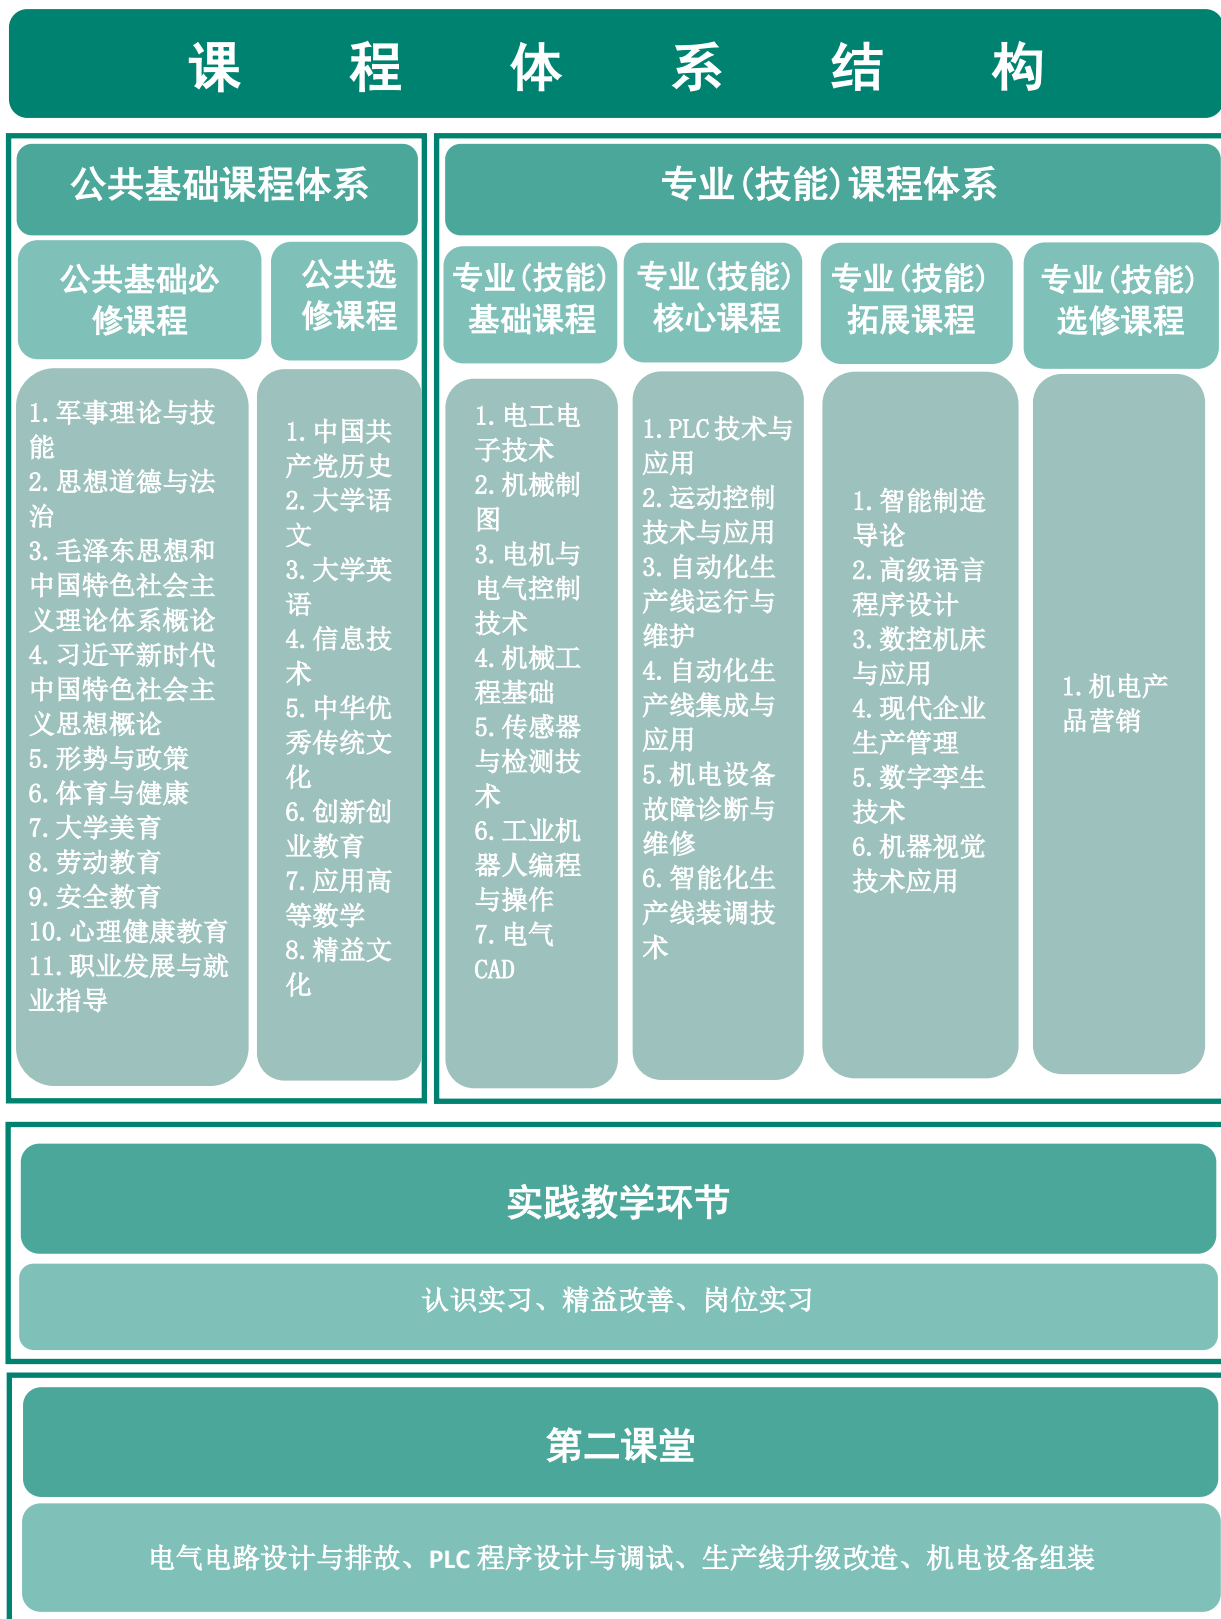 课程体系结构
公共基础课程体系
公共基础必
修课程
公共选
修课程
1.军事理论与技
能
2.思想道德与法
治
3.毛泽东思想和
中国特色社会主
义理论体系概论
4.习近平新时代
中国特色社会主
义思想概论
5.形势与政策
6.体育与健康
7.大学美育
8.劳动教育
9.安全教育
10.心理健康教育
11.职业发展与就
业指导
1.中国共
产党历史
2.大学语
文
3.大学英
语
4.信息技
术
5.中华优
秀传统文
化
6.创新创
业教育
7.应用高
等数学
8.精益文
化
专业(技能)课程体系
专业(技能)
基础课程
专业(技能)
核心课程
专业(技能)
拓展课程
专业(技能)
选修课程
1.电工电
子技术
2.机械制
图
3.电机与
电气控制
技术
4.机械工
程基础
5.传感器
与检测技
术
6.工业机
器人编程
与操作
7.电气
CAD
1.PLC技术与
应用
2.运动控制
技术与应用
3.自动化生
产线运行与
维护
4.自动化生
产线集成与
应用
5.机电设备
故障诊断与
维修
6.智能化生
产线装调技
术
1.智能制造
导论
2.高级语言
程序设计
3.数控机床
与应用
4.现代企业
生产管理
5.数字孪生
技术
6.机器视觉
技术应用
1.机电产
品营销
实践教学环节
认识实习、精益改善、岗位实习
第二课堂
电气电路设计与排故、PLC 程序设计与调试、生产线升级改造、机电设备组装